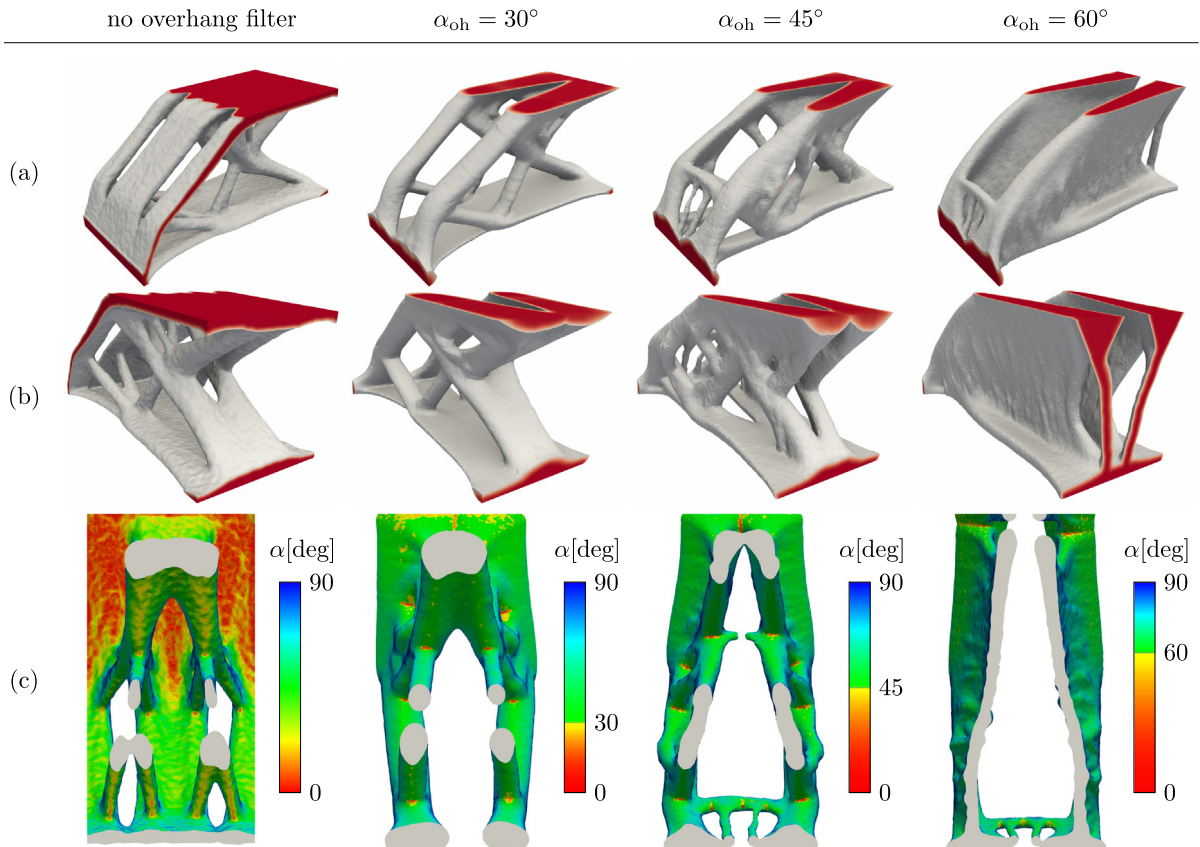 no overhang filter α_oh = 30° α_oh = 45° α_oh = 60°
(a)
(b)
(c)
α[deg] α[deg] α[deg] α[deg]
90 90 90 90
60
45
30
0 0 0 0